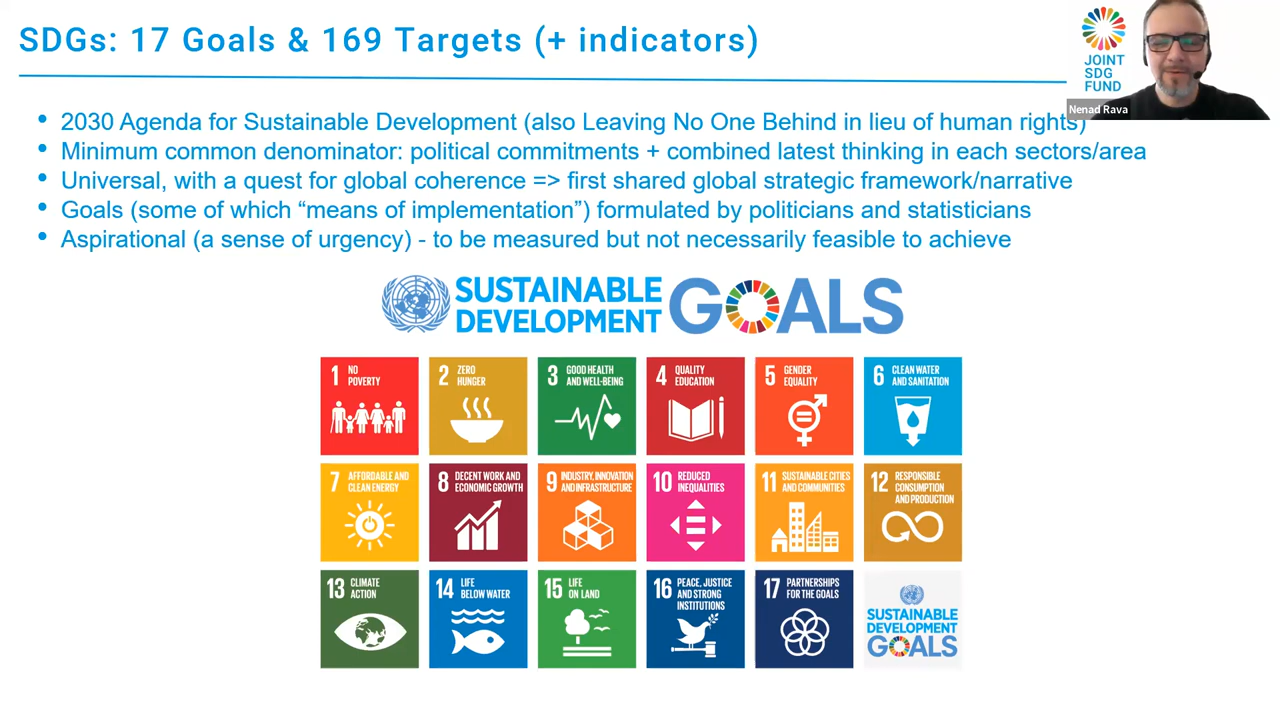 SDGs: 17 Goals & 169 Targets (+ indicators)
JOINT
SDG
FUND
Nenad Rava
• 2030 Agenda for Sustainable Development (also Leaving No One Behind in lieu of human rights)
• Minimum common denominator: political commitments + combined latest thinking in each sectors/area
• Universal, with a quest for global coherence => first shared global strategic framework/narrative
• Goals (some of which “means of implementation”) formulated by politicians and statisticians
• Aspirational (a sense of urgency) - to be measured but not necessarily feasible to achieve
SUSTAINABLE
DEVELOPMENT
GOALS
1 NO
POVERTY
2 ZERO
HUNGER
3 GOOD HEALTH
AND WELL-BEING
4 QUALITY
EDUCATION
5 GENDER
EQUALITY
6 CLEAN WATER
AND SANITATION
7 AFFORDABLE AND
CLEAN ENERGY
8 DECENT WORK AND
ECONOMIC GROWTH
9 INDUSTRY, INNOVATION
AND INFRASTRUCTURE
10 REDUCED
INEQUALITIES
11 SUSTAINABLE CITIES
AND COMMUNITIES
12 RESPONSIBLE
CONSUMPTION
AND PRODUCTION
13 CLIMATE
ACTION
14 LIFE
BELOW WATER
15 LIFE
ON LAND
16 PEACE, JUSTICE
AND STRONG
INSTITUTIONS
17 PARTNERSHIPS
FOR THE GOALS
SUSTAINABLE
DEVELOPMENT
GOALS